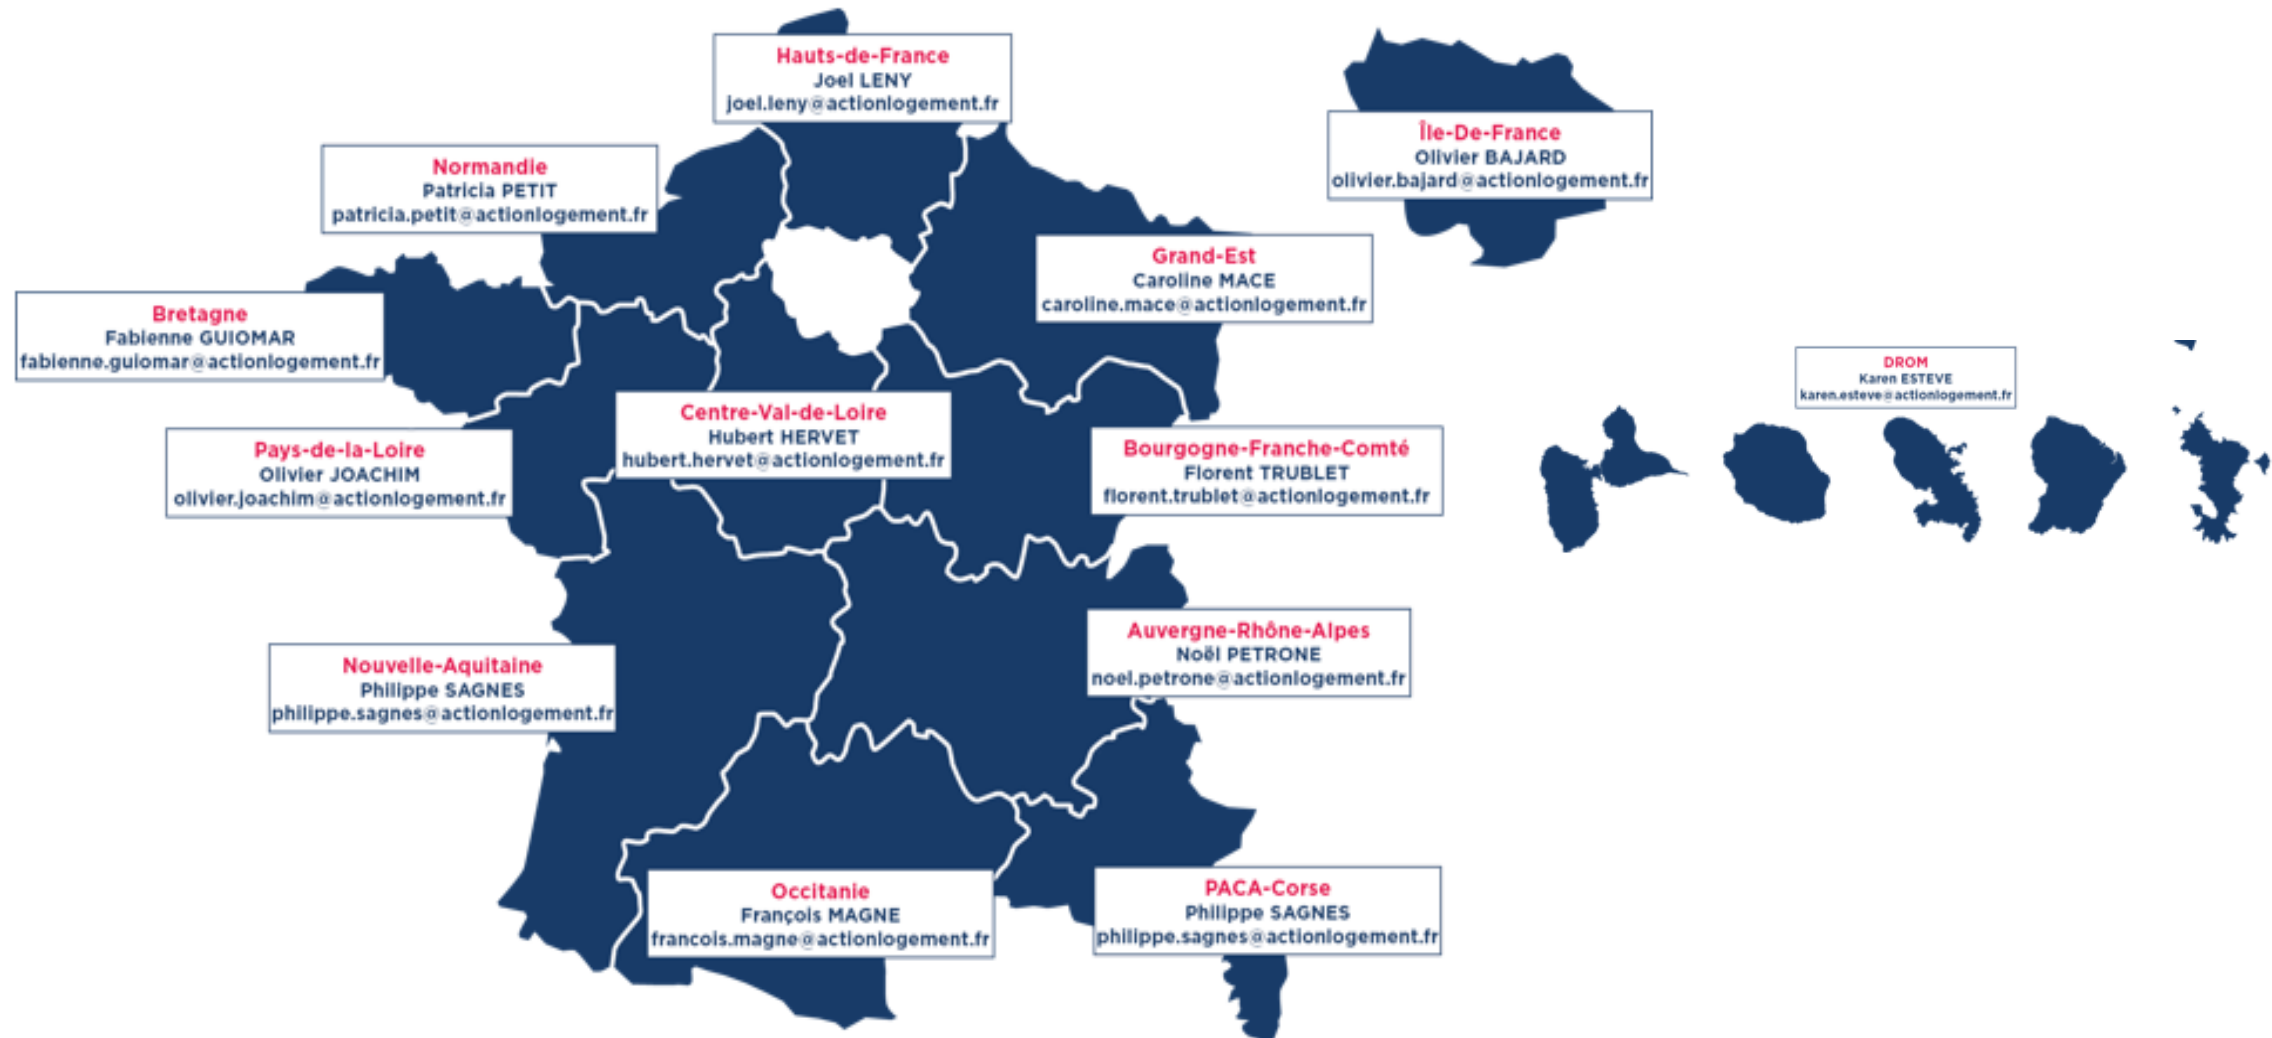 Hauts-de-France
Joel LENY
joel.leny@actionlogement.fr
Île-De-France
Olivier BAJARD
olivier.bajard@actionlogement.fr
Normandie
Patricia PETIT
patricia.petit@actionlogement.fr
Grand-Est
Caroline MACE
caroline.mace@actionlogement.fr
Bretagne
Fabienne GUIOMAR
fabienne.guiomar@actionlogement.fr
DROM
Karen ESTEVE
karen.esteve@actionlogement.fr
Centre-Val-de-Loire
Hubert HERVET
hubert.hervet@actionlogement.fr
Pays-de-la-Loire
Olivier JOACHIM
olivier.joachim@actionlogement.fr
Bourgogne-Franche-Comté
Florent TRUBLET
florent.trublet@actionlogement.fr
Auvergne-Rhône-Alpes
Noël PETRONE
noel.petrone@actionlogement.fr
Nouvelle-Aquitaine
Philippe SAGNES
philippe.sagnes@actionlogement.fr
Occitanie
François MAGNE
francois.magne@actionlogement.fr
PACA-Corse
Philippe SAGNES
philippe.sagnes@actionlogement.fr